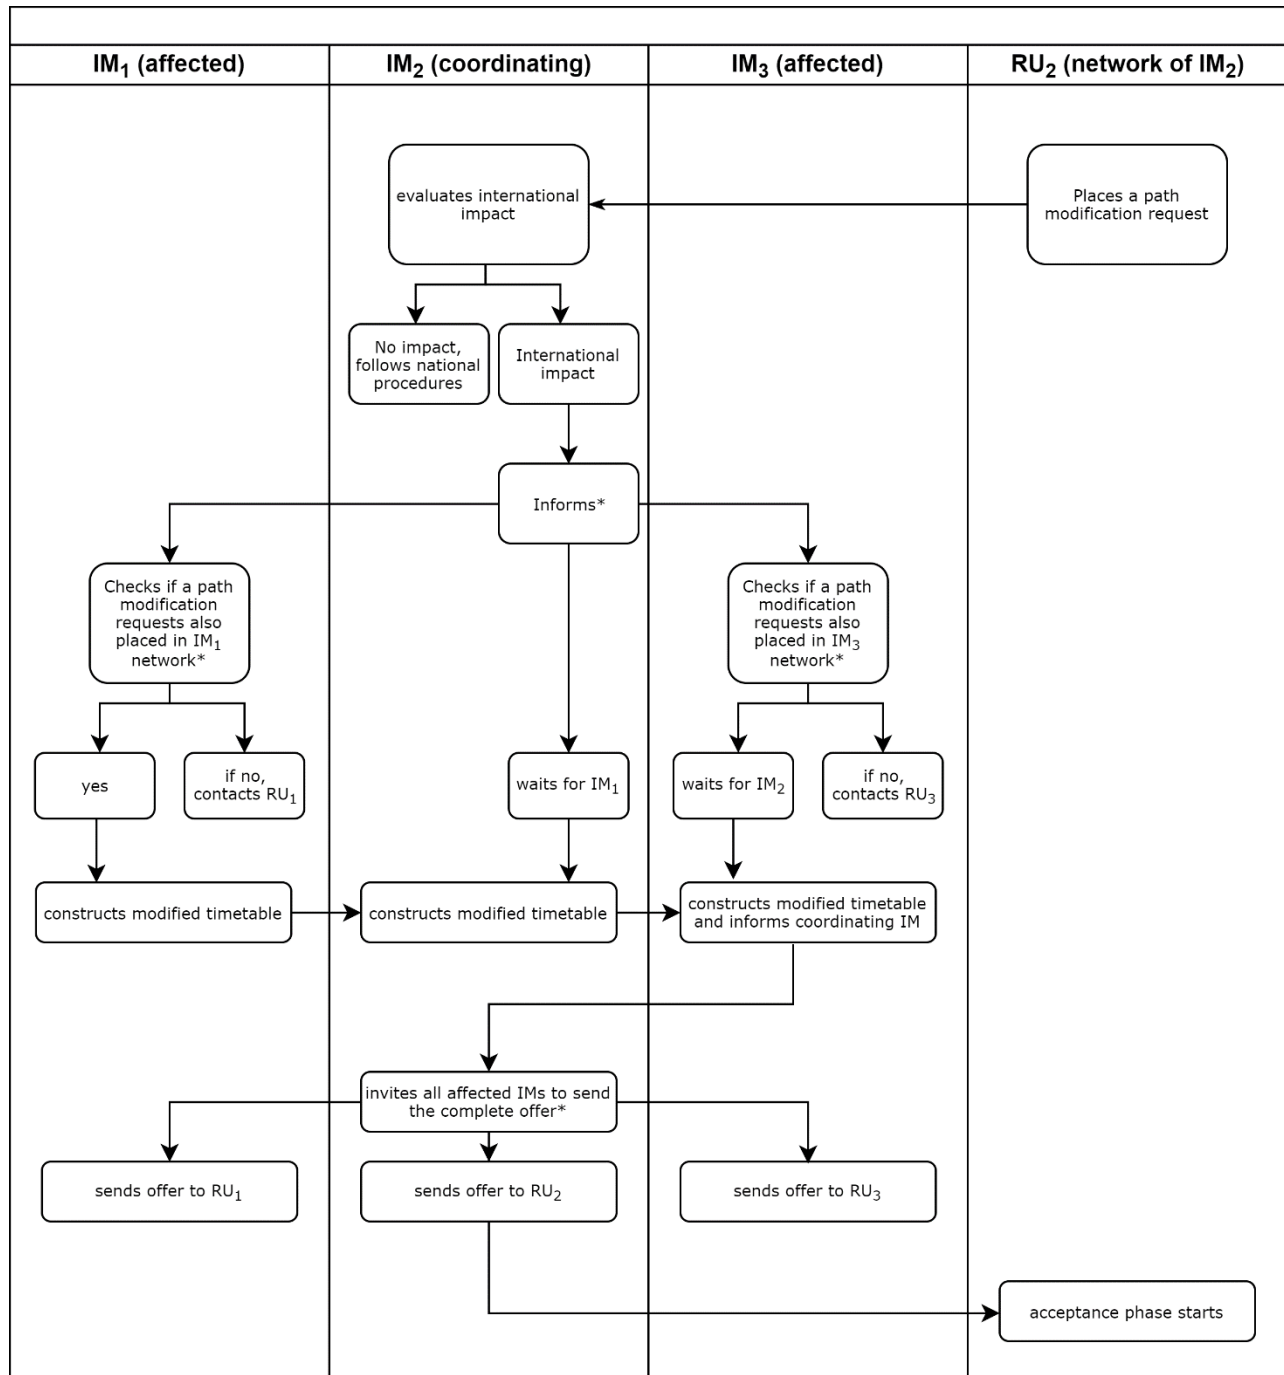 IM₁ (affected)
IM₂ (coordinating)
IM₃ (affected)
RU₂ (network of IM₂)
evaluates international
impact
Places a path
modification request
No impact,
follows national
procedures
International
impact
Informs*
Checks if a path
modification
requests also
placed in IM₁
network*
Checks if a path
modification
requests also
placed in IM₃
network*
yes
if no,
contacts RU₁
waits for IM₁
waits for IM₂
if no,
contacts RU₃
constructs modified timetable
constructs modified timetable
constructs modified timetable
and informs coordinating IM
invites all affected IMs to send
the complete offer*
sends offer to RU₁
sends offer to RU₂
sends offer to RU₃
acceptance phase starts